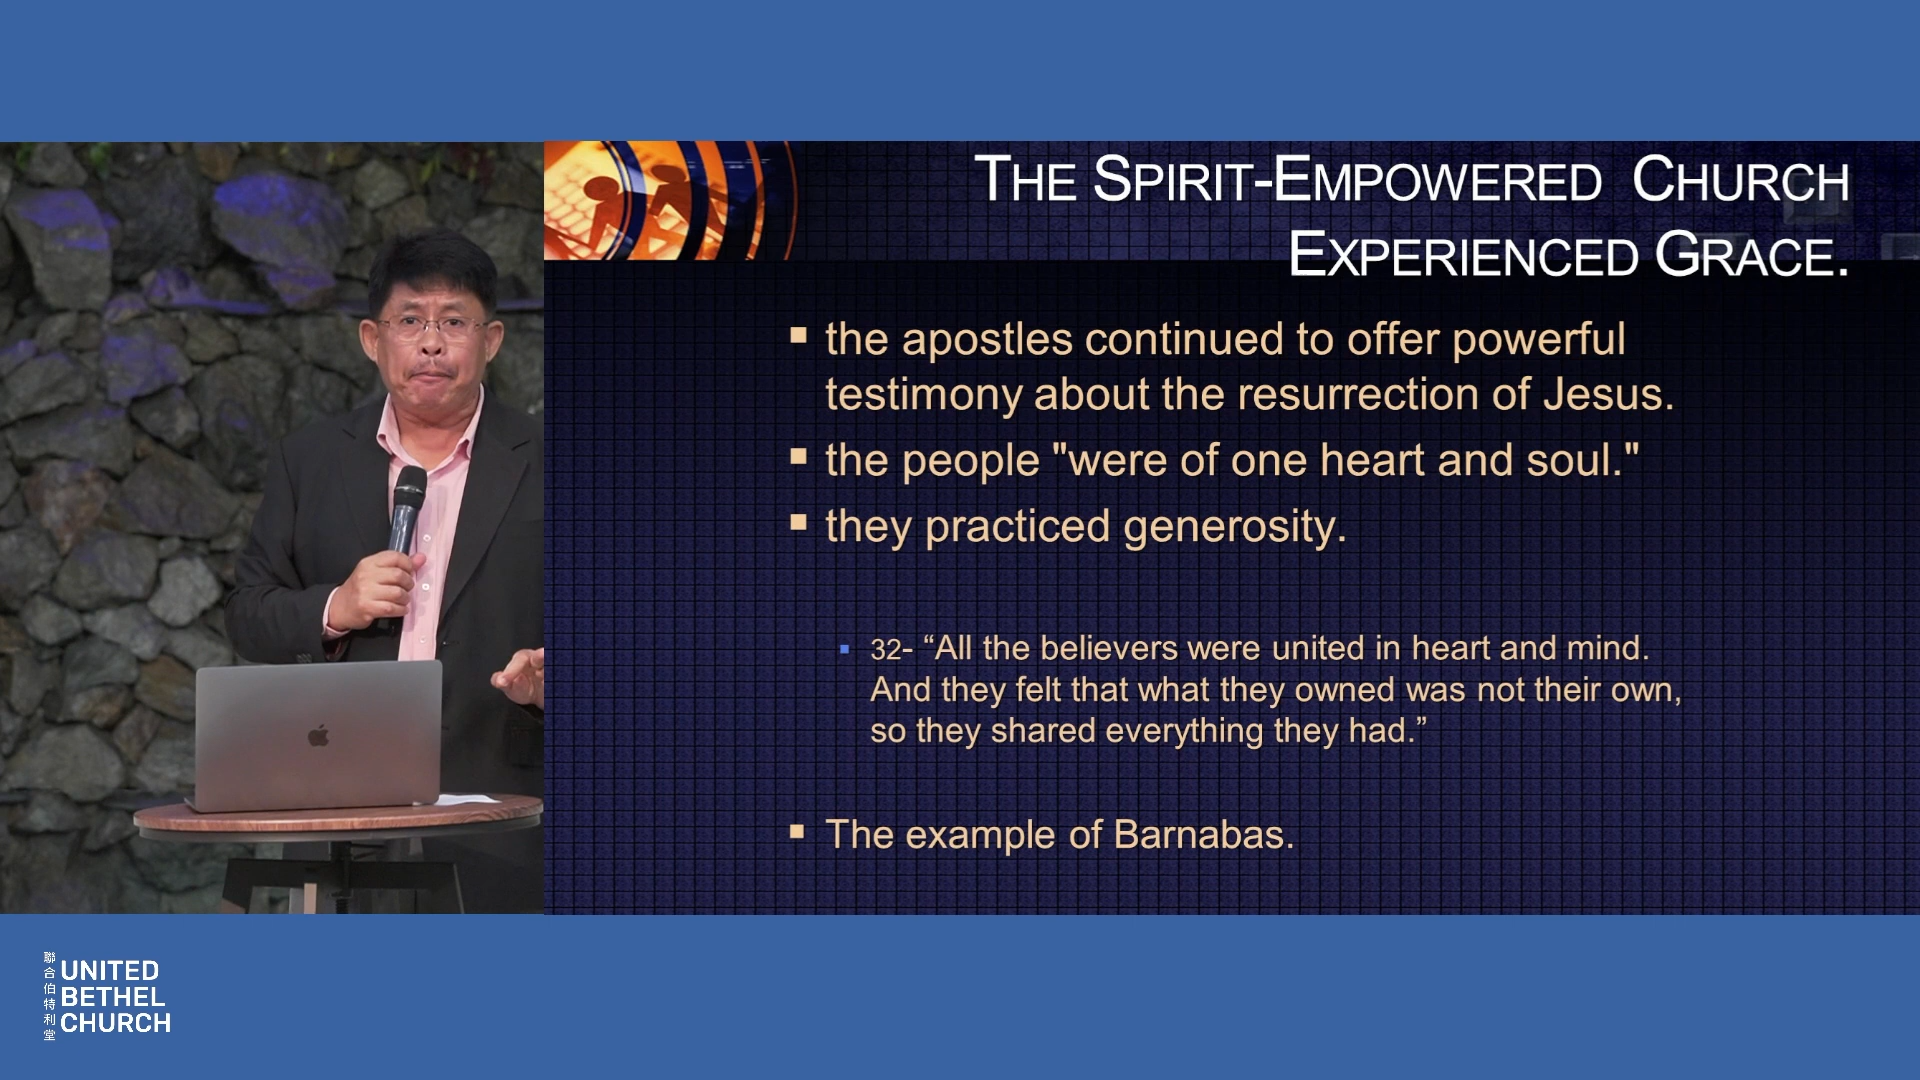 THE SPIRIT-EMPOWERED CHURCH
EXPERIENCED GRACE.
the apostles continued to offer powerful
testimony about the resurrection of Jesus.
the people "were of one heart and soul."
they practiced generosity.
32- “All the believers were united in heart and mind.
And they felt that what they owned was not their own,
so they shared everything they had.”
The example of Barnabas.
聯合伯特利堂
UNITED
BETHEL
CHURCH